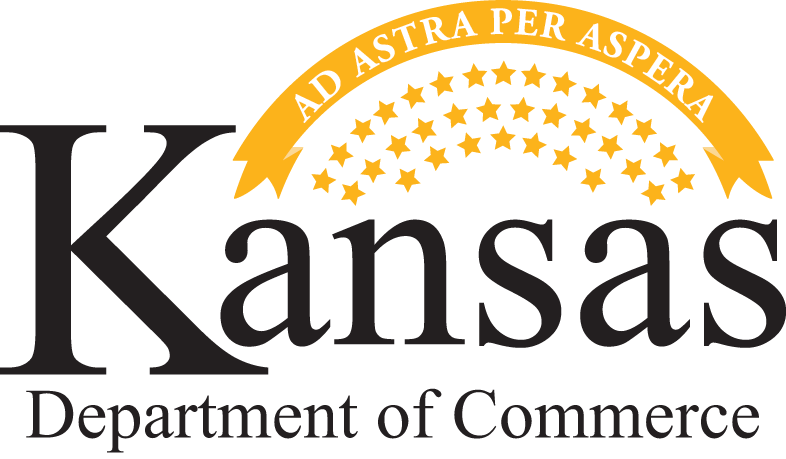 AD ASTRA PER ASPERA
Kansas
Department of Commerce